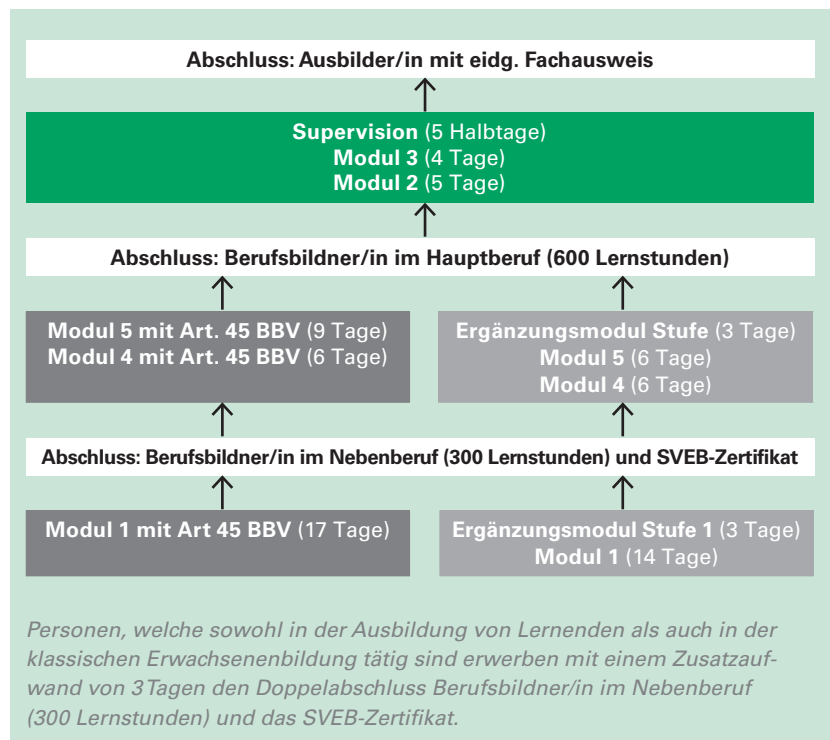 Abschluss: Ausbilder/in mit eidg. Fachausweis
Supervision (5 Halbtage)
Modul 3 (4 Tage)
Modul 2 (5 Tage)
Abschluss: Berufsbildner/in im Hauptberuf (600 Lernstunden)
Modul 5 mit Art. 45 BBV (9 Tage)
Modul 4 mit Art. 45 BBV (6 Tage)
Ergänzungsmodul Stufe (3 Tage)
Modul 5 (6 Tage)
Modul 4 (6 Tage)
Abschluss: Berufsbildner/in im Nebenberuf (300 Lernstunden) und SVEB-Zertifikat
Modul 1 mit Art 45 BBV (17 Tage)
Ergänzungsmodul Stufe 1 (3 Tage)
Modul 1 (14 Tage)
Personen, welche sowohl in der Ausbildung von Lernenden als auch in der
klassischen Erwachsenenbildung tätig sind erwerben mit einem Zusatzauf-
wand von 3 Tagen den Doppelabschluss Berufsbildner/in im Nebenberuf
(300 Lernstunden) und das SVEB-Zertifikat.